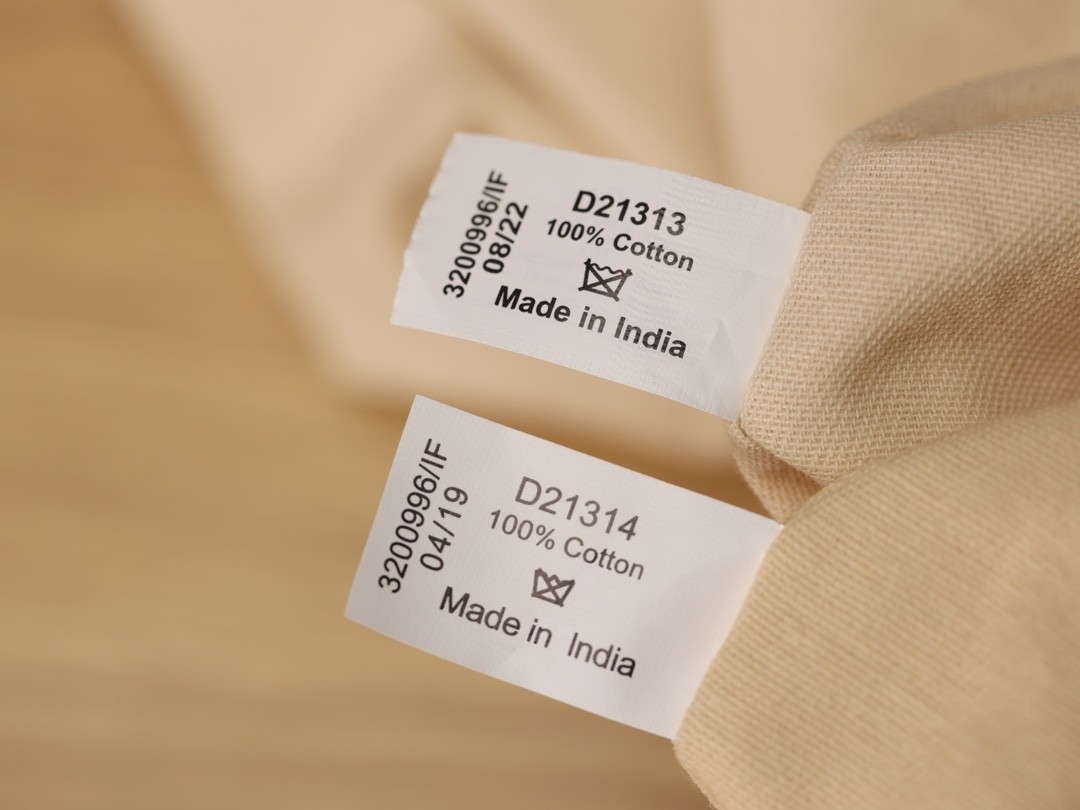 3200996/IF
08/22
D21313
100% Cotton
Made in India
3200996/IF
04/19
D21314
100% Cotton
Made in India